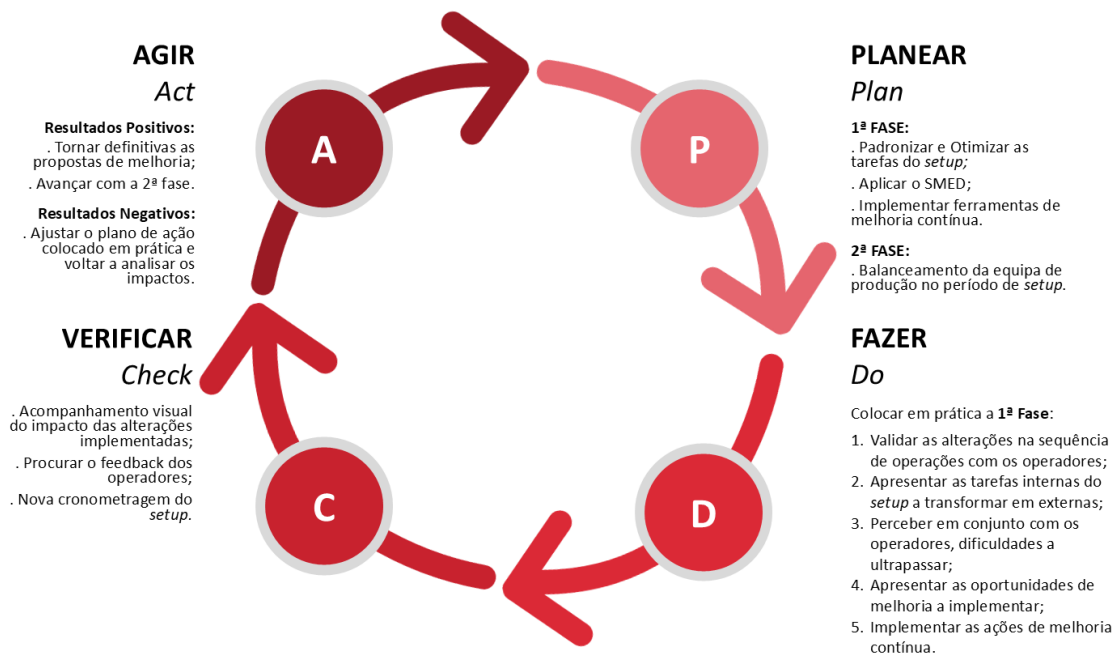 AGIR
Act
Resultados Positivos:
. Tornar definitivas as
propostas de melhoria;
. Avançar com a 2ª fase.
Resultados Negativos:
. Ajustar o plano de ação
colocado em prática e
voltar a analisar os
impactos.
A
P
PLANEAR
Plan
1ª FASE:
. Padronizar e Otimizar as
tarefas do setup;
. Aplicar o SMED;
. Implementar ferramentas de
melhoria contínua.
2ª FASE:
. Balanceamento da equipa de
produção no período de setup.
VERIFICAR
Check
. Acompanhamento visual
do impacto das alterações
implementadas;
. Procurar o feedback dos
operadores;
. Nova cronometragem do
setup.
C
D
FAZER
Do
Colocar em prática a 1ª Fase:
1. Validar as alterações na sequência
de operações com os operadores;
2. Apresentar as tarefas internas do
setup a transformar em externas;
3. Perceber em conjunto com os
operadores, dificuldades a
ultrapassar;
4. Apresentar as oportunidades de
melhoria a implementar;
5. Implementar as ações de melhoria
contínua.